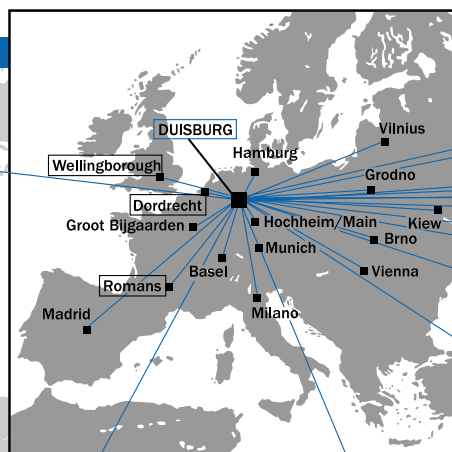 Vilnius
DUISBURG
Hamburg
Wellingborough
Grodno
Dordrecht
Groot Bijgaarden
Hochheim/Main
Kiew
Brno
Munich
Basel
Vienna
Romans
Madrid
Milano